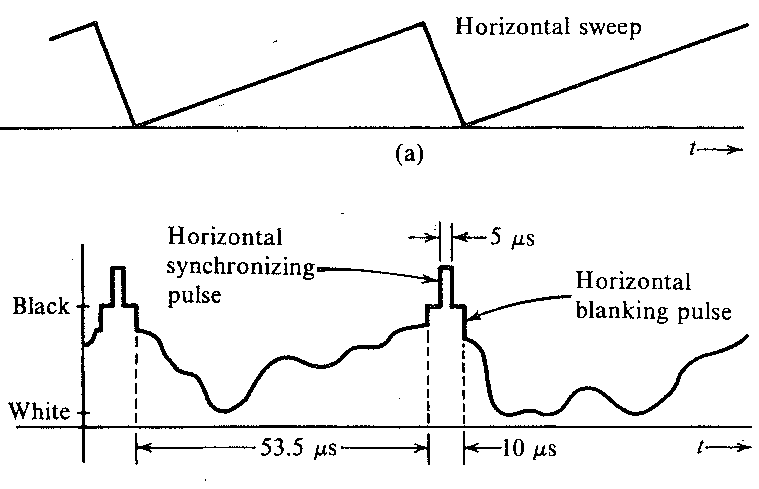 Horizontal sweep
(a)
t
Horizontal
synchronizing
pulse
5 μs
Horizontal
blanking pulse
Black
White
53.5 μs
10 μs
t